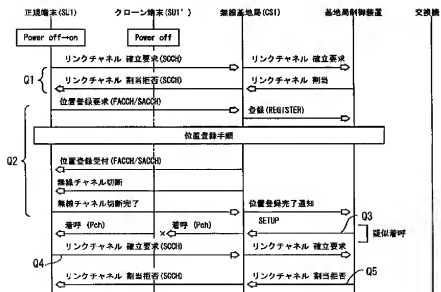 正規端末(SU1) クローン端末(SU1') 無線基地局(CS1) 基地局制御装置 交換機
Power off→on Power off
リンクチャネル 確立要求(SCCH) リンクチャネル 確立要求
Q1 リンクチャネル 割当拒否(SCCH) リンクチャネル 割当
位置登録要求(FACCH/SACCH) 登録(REGISTER)
位置登録手順
Q2
位置登録受付(FACCH/SACCH)
無線チャネル切断
無線チャネル切断完了 位置登録完了通知
着呼 (Pch) × 着呼 (Pch) SETUP Q3
疑似着呼
リンクチャネル 確立要求(SCCH) リンクチャネル 確立要求
Q4
リンクチャネル 割当拒否(SCCH) リンクチャネル 割当拒否 Q5